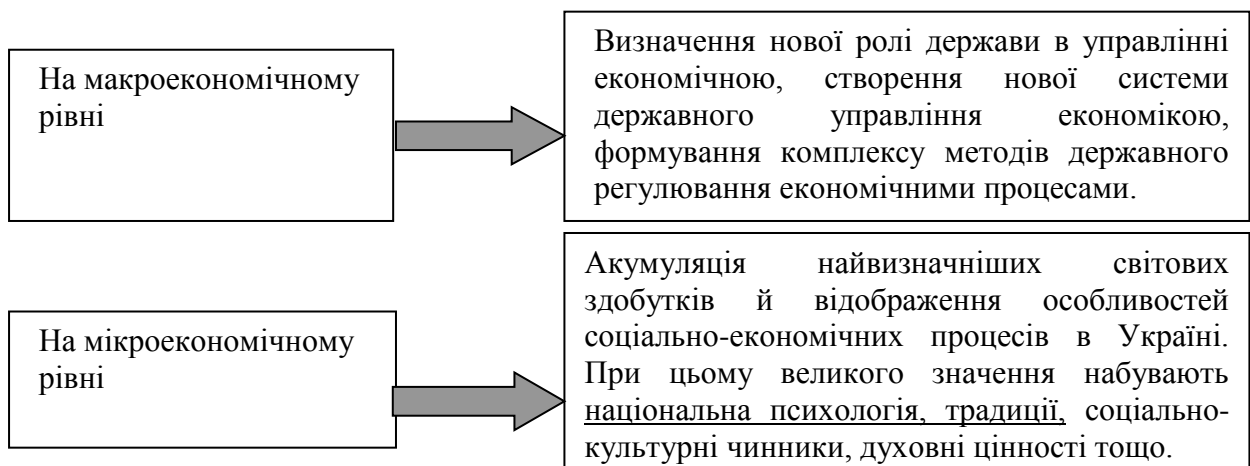 На макроекономічному
рівні
Визначення нової ролі держави в управлінні
економічною, створення нової системи
державного управління економікою,
формування комплексу методів державного
регулювання економічними процесами.
На мікроекономічному
рівні
Акумуляція найвизначніших світових
здобутків й відображення особливостей
соціально-економічних процесів в Україні.
При цьому великого значення набувають
національна психологія, традиції, соціально-
культурні чинники, духовні цінності тощо.